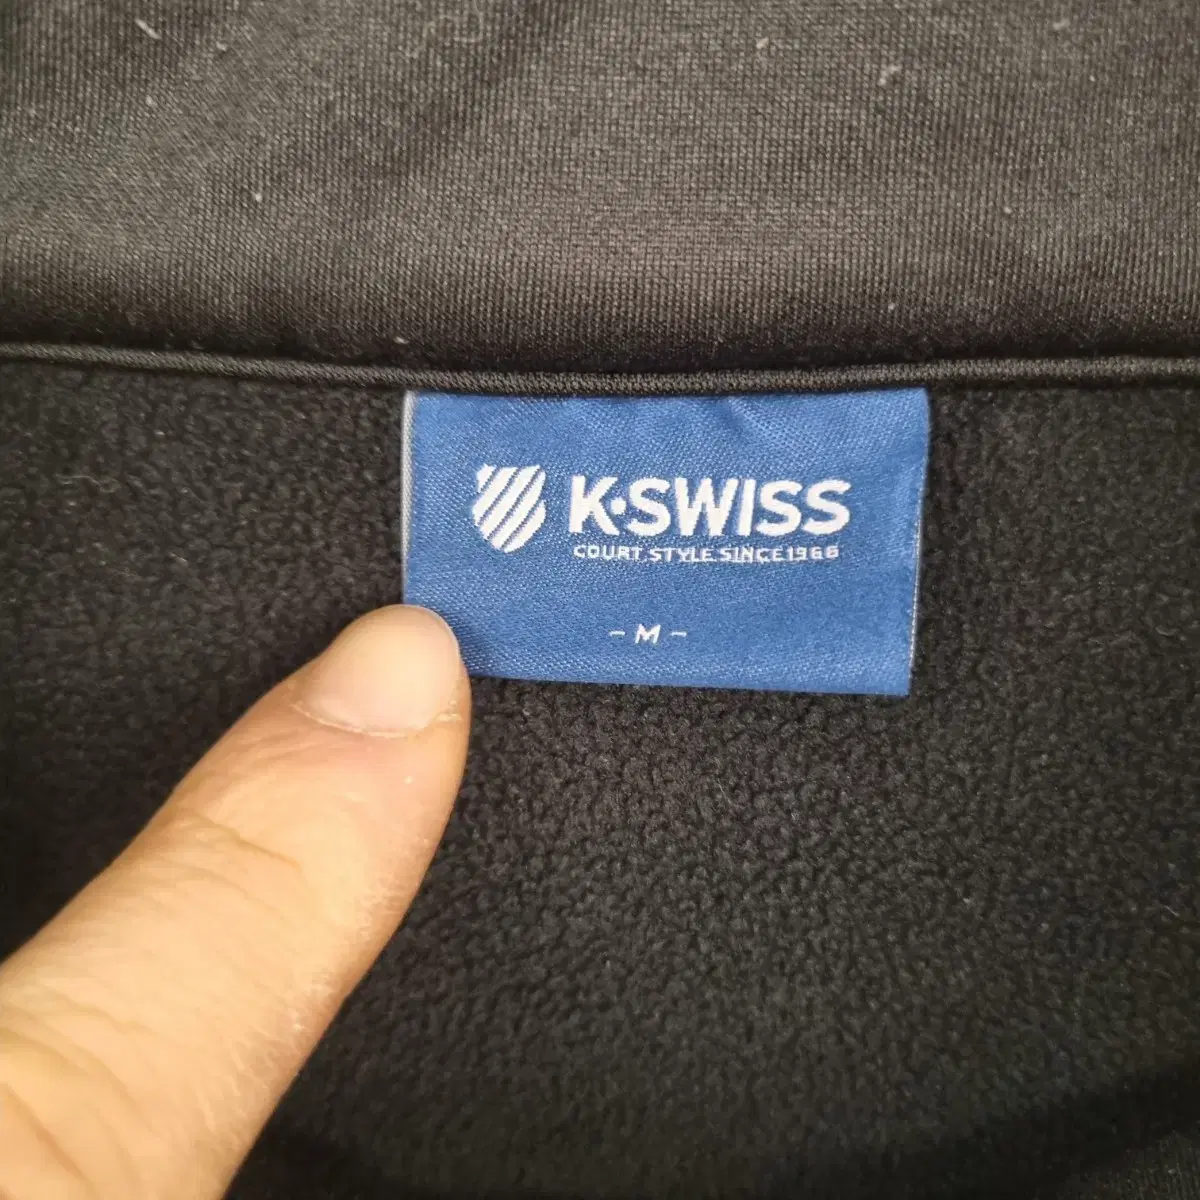 K·SWISS
COURT STYLE SINCE 1966
- M -